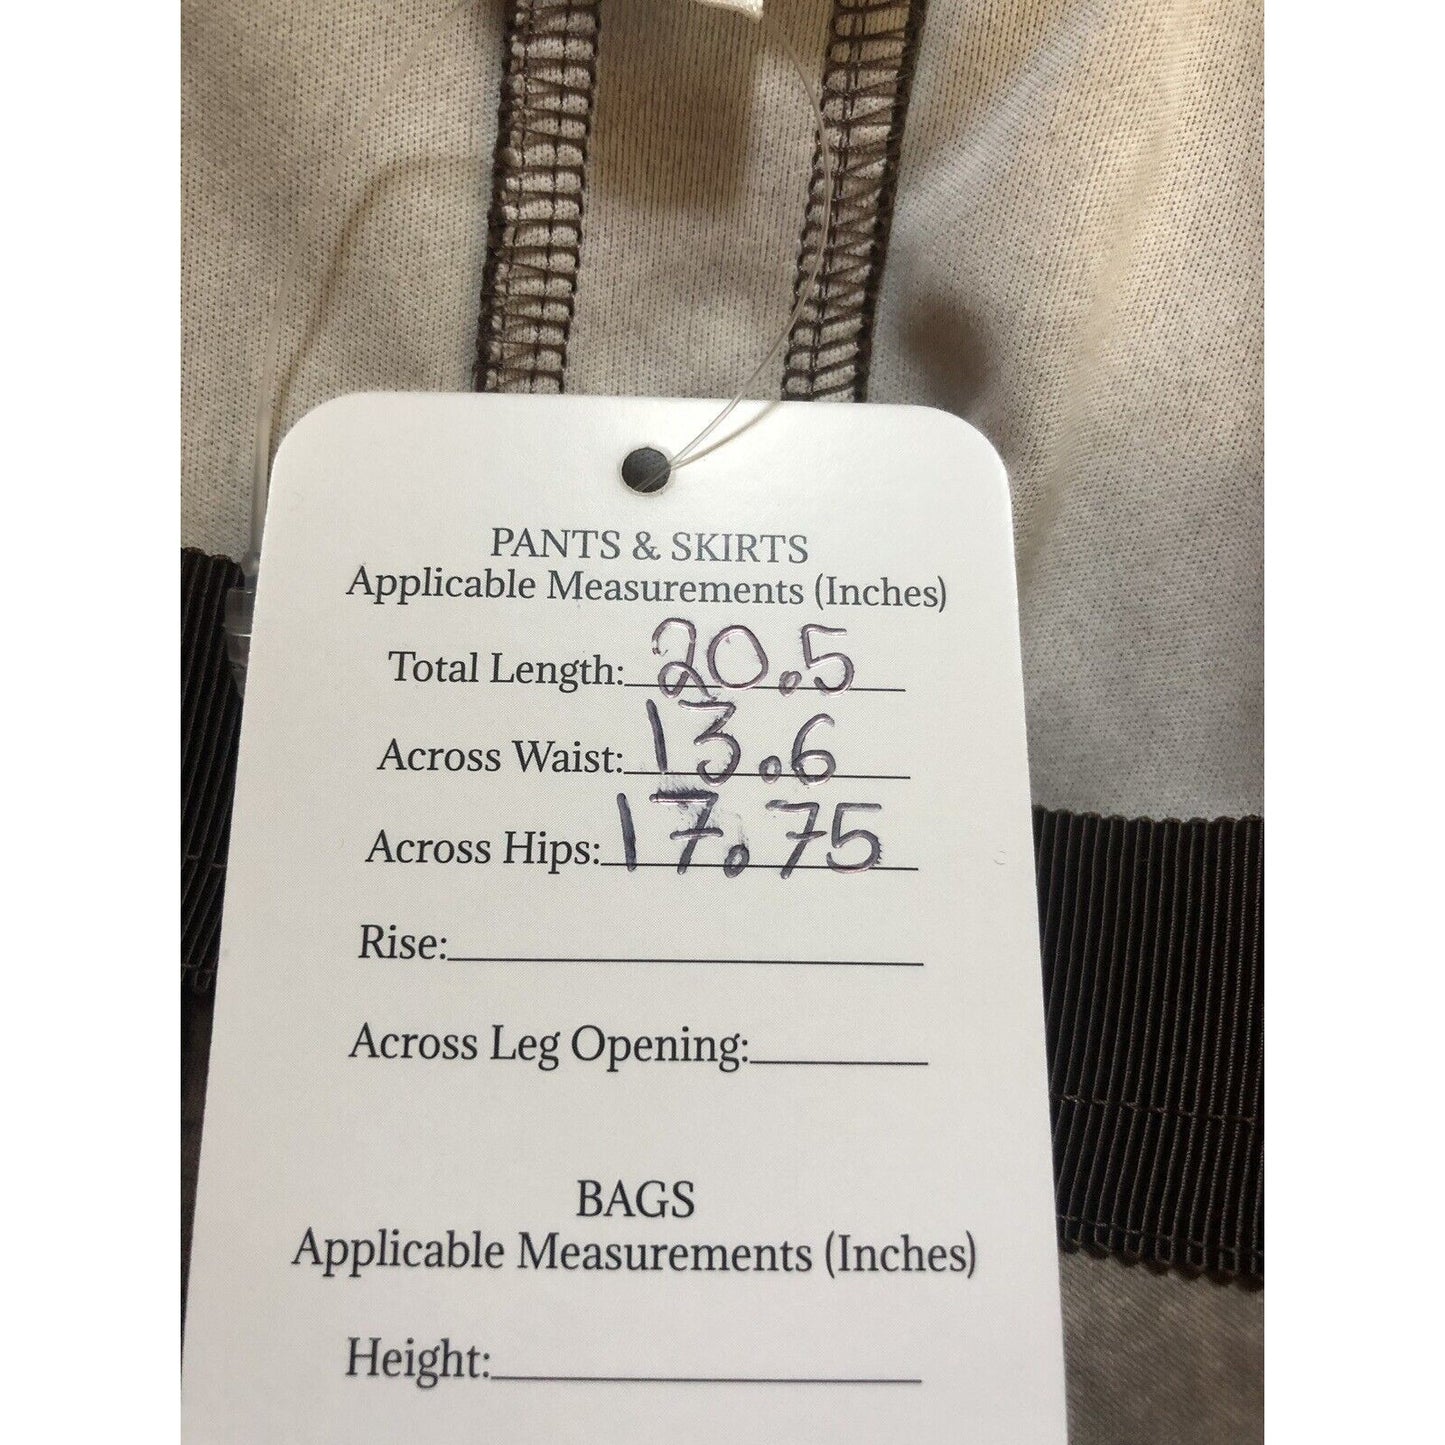 PANTS & SKIRTS
Applicable Measurements (Inches)
Total Length: 20.5
Across Waist: 13.6
Across Hips: 17.75
Rise:
Across Leg Opening:
BAGS
Applicable Measurements (Inches)
Height: